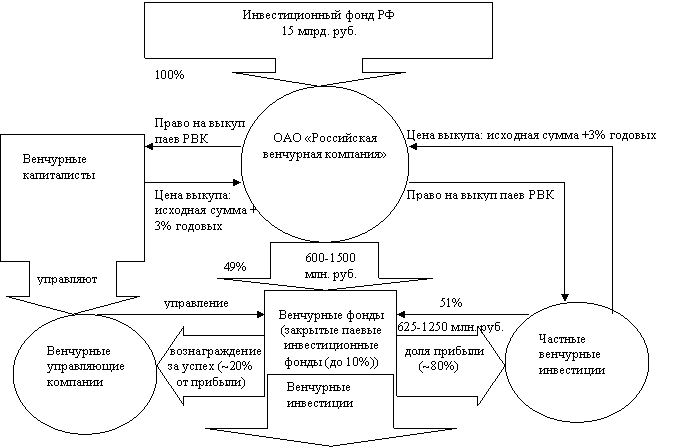 Инвестиционный фонд РФ
15 млрд. руб.
100%
Право на выкуп
паев РВК
ОАО «Российская
венчурная компания»
Цена выкупа: исходная сумма +3% годовых
Венчурные
капиталисты
Цена выкупа:
исходная сумма +
3% годовых
Право на выкуп паев РВК
49%
600-1500
млн. руб.
управляют
управление
Венчурные фонды
(закрытые паевые
инвестиционные
фонды (до 10%))
51%
625-1250 млн. руб.
Венчурные
управляющие
компании
вознаграждение
за успех (~20%
от прибыли)
доля прибыли
(~80%)
Частные
венчурные
инвестиции
Венчурные
инвестиции